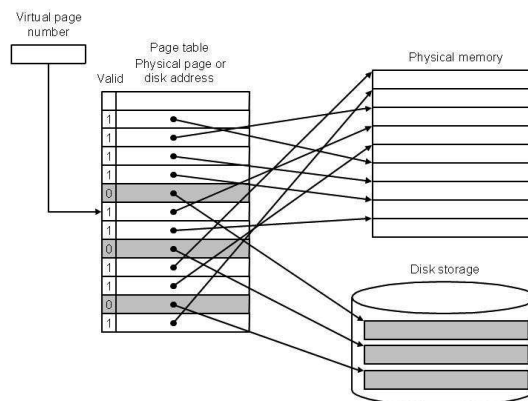 Virtual page
number
Page table
Physical page or
disk address
Valid
Physical memory
1
1
1
1
0
1
1
0
1
1
0
1
Disk storage